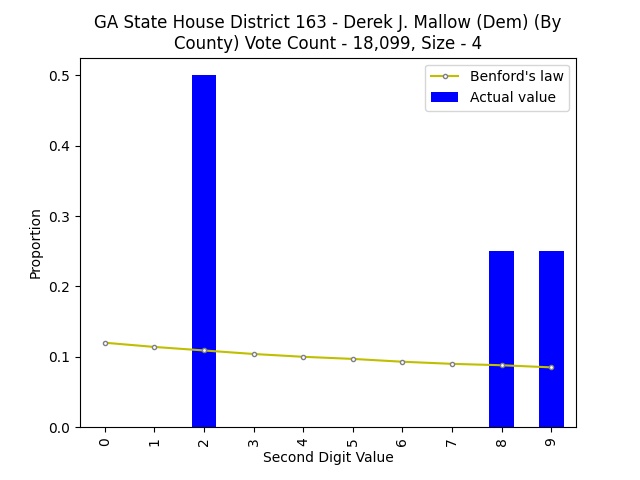 GA State House District 163 - Derek J. Mallow (Dem) (By
County) Vote Count - 18,099, Size - 4
Benford's law
Actual value
0.5
0.4
0.3
0.2
0.1
0.0
Proportion
0 1 2 3 4 5 6 7 8 9
Second Digit Value